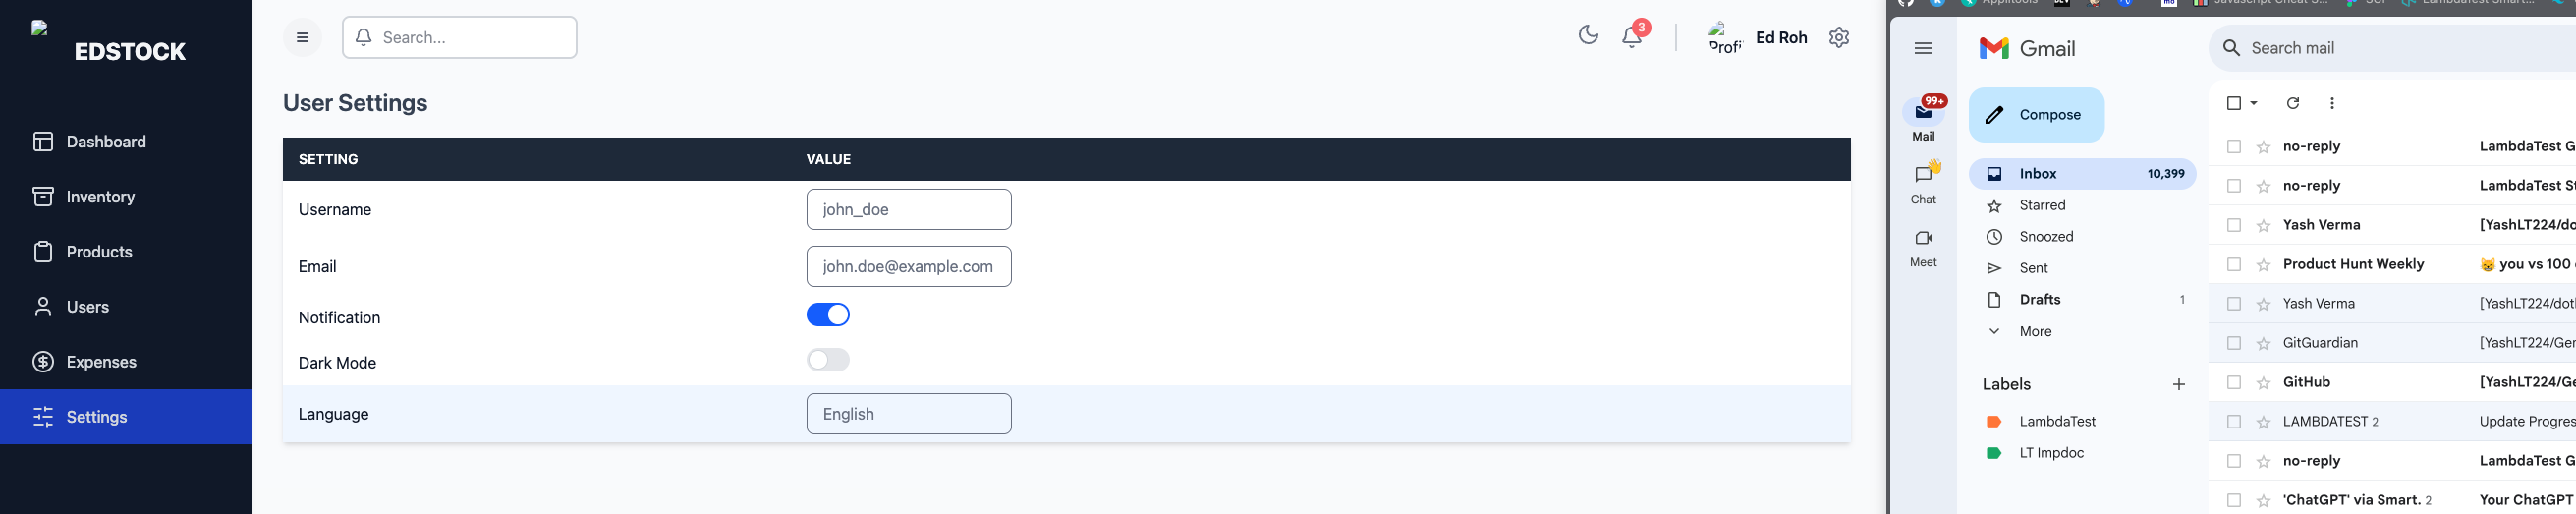 EDSTOCK
Dashboard
Inventory
Products
Users
Expenses
Settings
Search...
3
Profi
Ed Roh
User Settings
SETTING VALUE
Username john_doe
Email john.doe@example.com
Notification
Dark Mode
Language English
Gmail
Search mail
99+
Mail
Chat
Meet
Compose
Inbox 10,399
Starred
Snoozed
Sent
Drafts 1
More
Labels
LambdaTest
LT Impdoc
no-reply LambdaTest G
no-reply LambdaTest St
Yash Verma [YashLT224/do
Product Hunt Weekly 😸 you vs 100
Yash Verma [YashLT224/dot
GitGuardian [YashLT224/Ger
GitHub [YashLT224/Ge
LAMBDATEST 2 Update Progres
no-reply LambdaTest G
'ChatGPT' via Smart. 2 Your ChatGPT